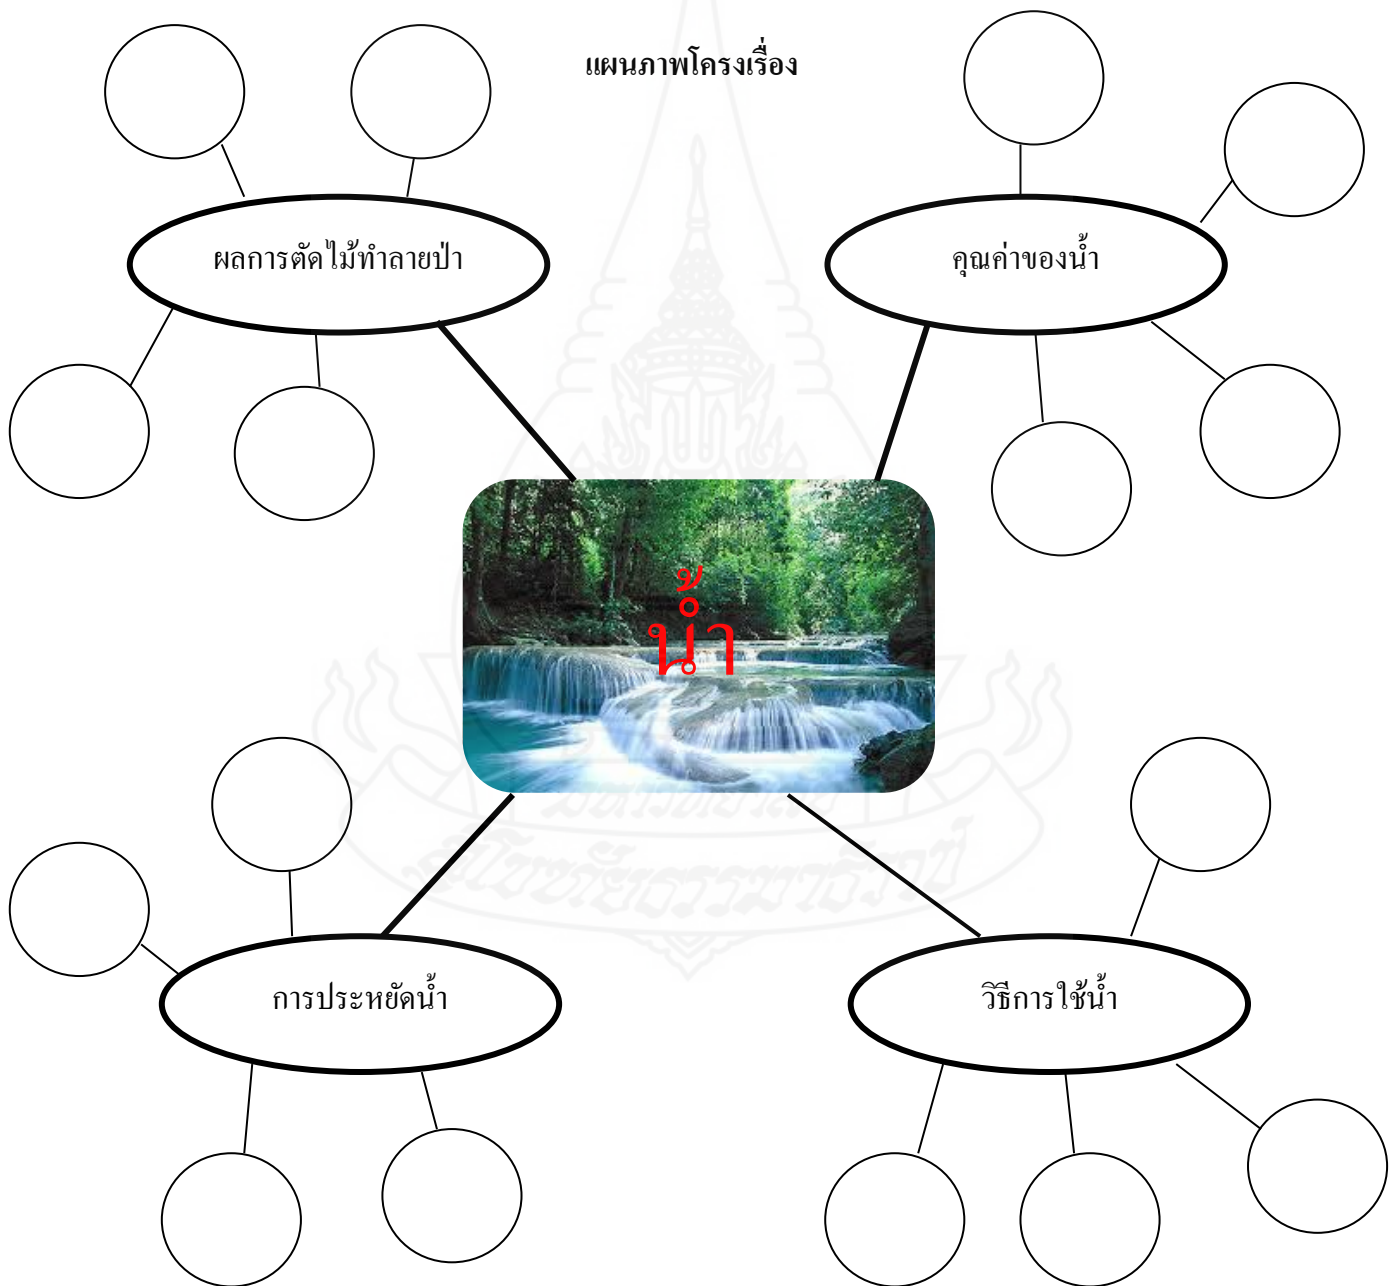 แผนภาพโครงเรื่อง
ผลการตัดไม้ทำลายป่า
คุณค่าของน้ำ
น้ำ
การประหยัดน้ำ
วิธีการใช้น้ำ